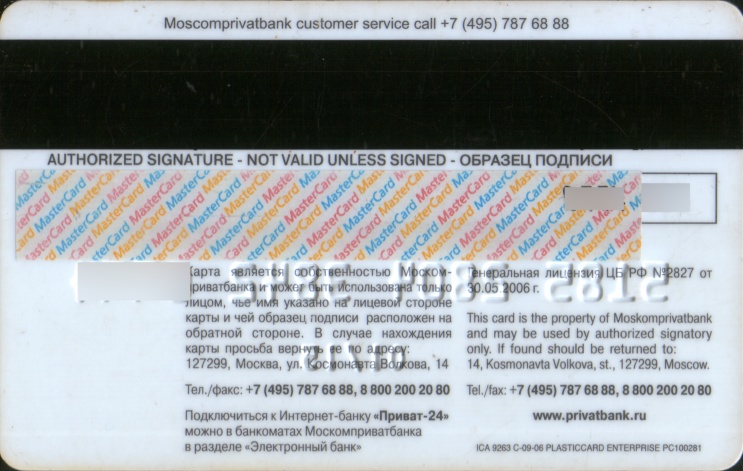 Moscomprivatbank customer service call +7 (495) 787 68 88
AUTHORIZED SIGNATURE - NOT VALID UNLESS SIGNED - ОБРАЗЕЦ ПОДПИСИ
MasterCard MasterCard MasterCard MasterCard MasterCard
Карта является собственностью Моском-
приватбанка и может быть использована тем
лицом, чье имя указано на лицевой стороне
карты и чей образец подписи расположен на
обратной стороне. В случае нахождения
карты просьба вернуть ее по адресу:
127299, Москва, ул. Космонавта Волкова, 14
Тел./факс: +7 (495) 787 68 88, 8 800 200 20 80
Подключиться к Интернет-банку «Приват-24»
можно в банкоматах Москомприватбанка
в разделе «Электронный банк»
Генеральная лицензия ЦБ РФ №2827 от
30.05 2006 г.
This card is the property of Moskomprivatbank
and may be used by authorized signatory
only. If found should be returned to:
14, Kosmonavta Volkova, st., 127299, Moscow.
Tel./fax: +7 (495) 787 68 88, 8 800 200 20 80
www.privatbank.ru
ICA 9263 C-09-06 PLASTICCARD ENTERPRISE PC100281